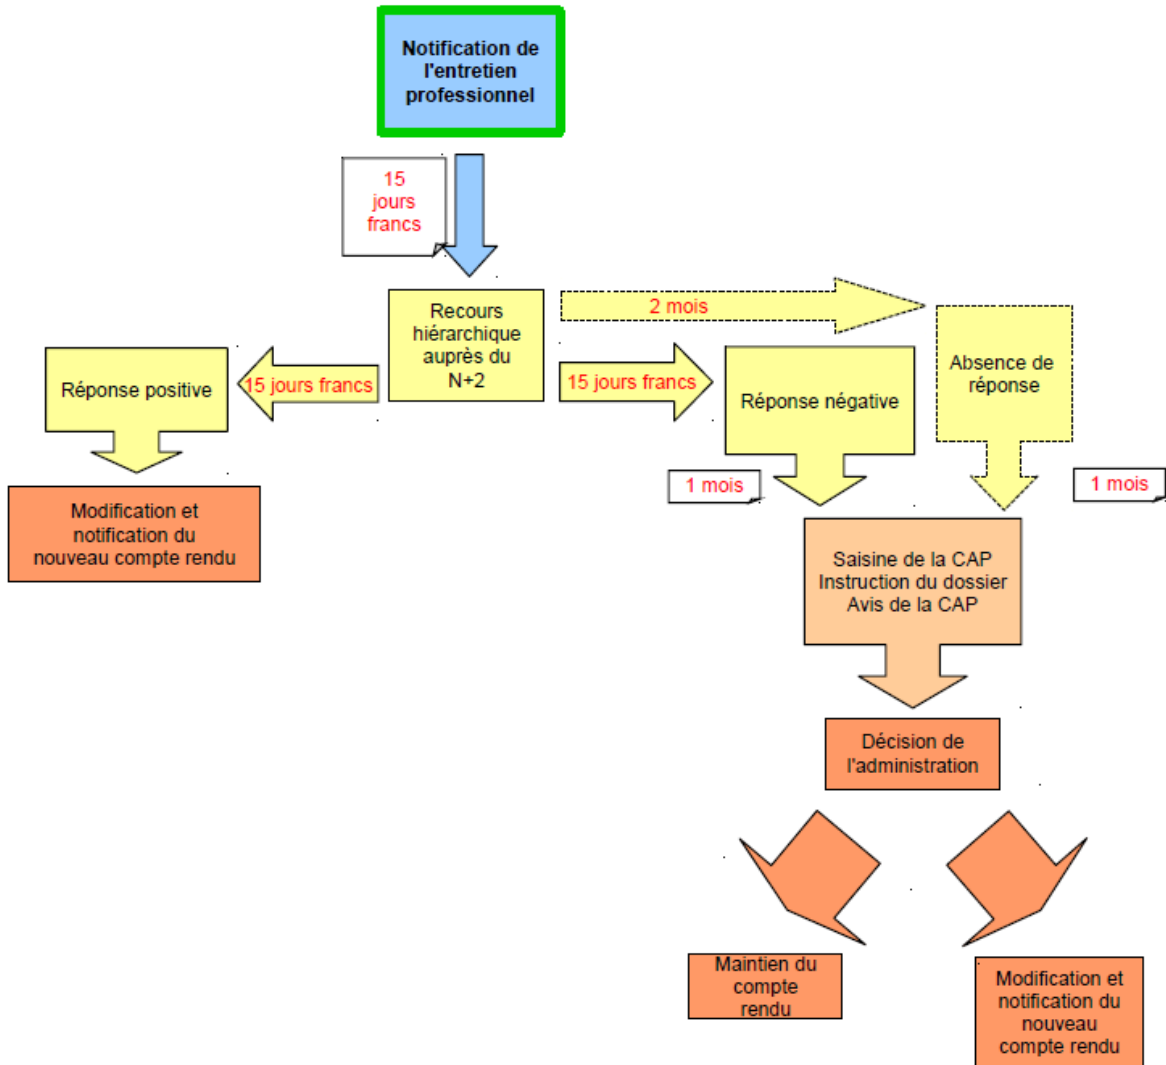 Notification de
l'entretien
professionnel
15
jours
francs
Recours
hiérarchique
auprès du
N+2
2 mois
Absence de
réponse
15 jours francs
15 jours francs
Réponse positive
Réponse négative
1 mois
1 mois
Modification et
notification du
nouveau compte rendu
Saisine de la CAP
Instruction du dossier
Avis de la CAP
Décision de
l'administration
Maintien du
compte
rendu
Modification et
notification du
nouveau
compte rendu